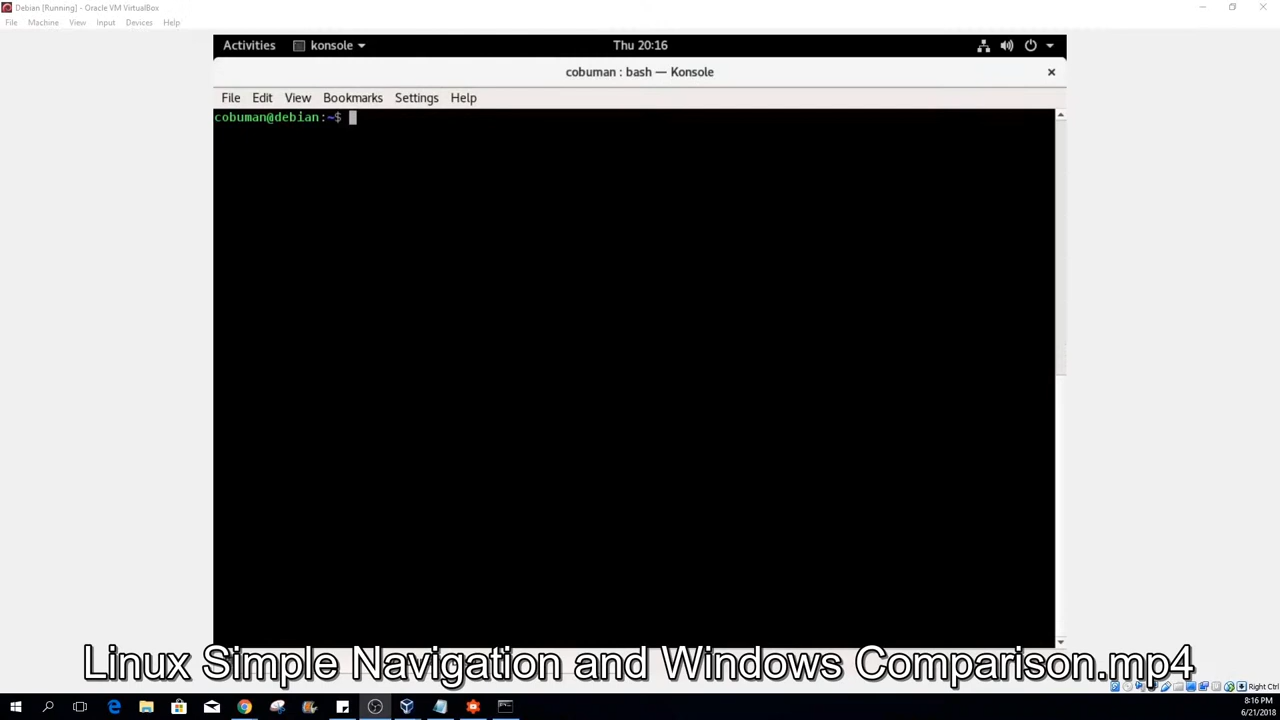 Debian [Running] - Oracle VM VirtualBox
File Machine View Input Devices Help
Activities konsole Thu 20:16
cobuman : bash — Konsole
File Edit View Bookmarks Settings Help
cobuman@debian:~$
Linux Simple Navigation and Windows Comparison.mp4
Right Ctrl
8:16 PM
6/21/2018